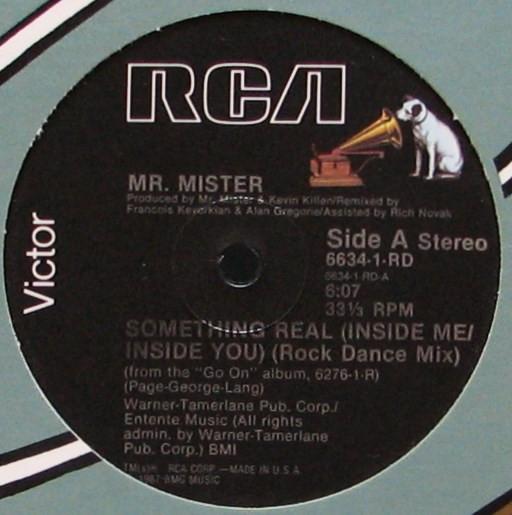 RCA
Victor
MR. MISTER
Produced by Mr. Mister & Kevin Killen/Remixed by
Francois Kevorkian & Alan Gregorie/Assisted by Rich Novak
Side A Stereo
6634-1-RD
6634-1-RD-A
6:07
33⅓ RPM
SOMETHING REAL (INSIDE ME/
INSIDE YOU) (Rock Dance Mix)
(from the "Go On" album, 6276-1-R)
(Page-George-Lang)
Warner-Tamerlane Pub. Corp./
Entente Music (All rights
admin. by Warner-Tamerlane
Pub. Corp.) BMI
RCA CORP.—MADE IN U.S.A.
1987 BMG MUSIC